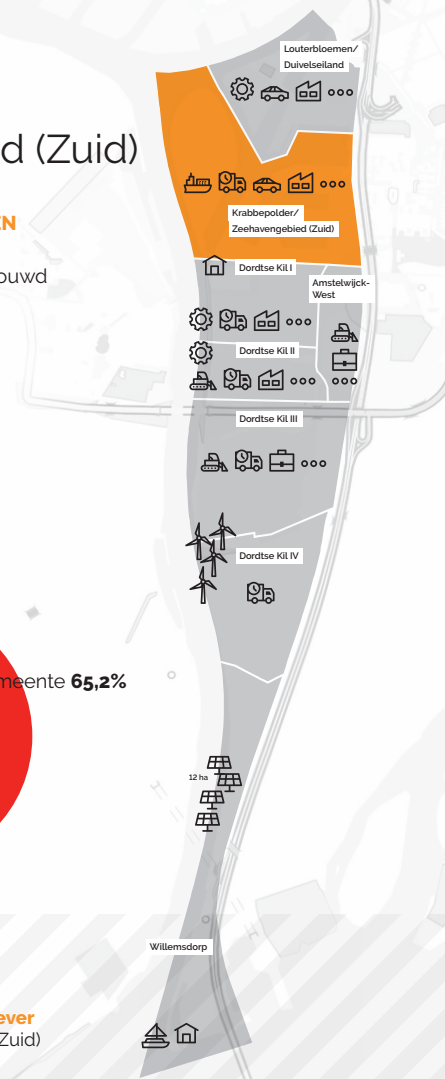 Louterbloemen/
Duivelseiland
d (Zuid)
EN
ouwd
Krabbepolder/
Zeehavengebied (Zuid)
Dordtse Kil I
Amstelwijck-
West
Dordtse Kil II
Dordtse Kil III
Dordtse Kil IV
meente 65,2%
12 ha
Willemsdorp
ever
Zuid)